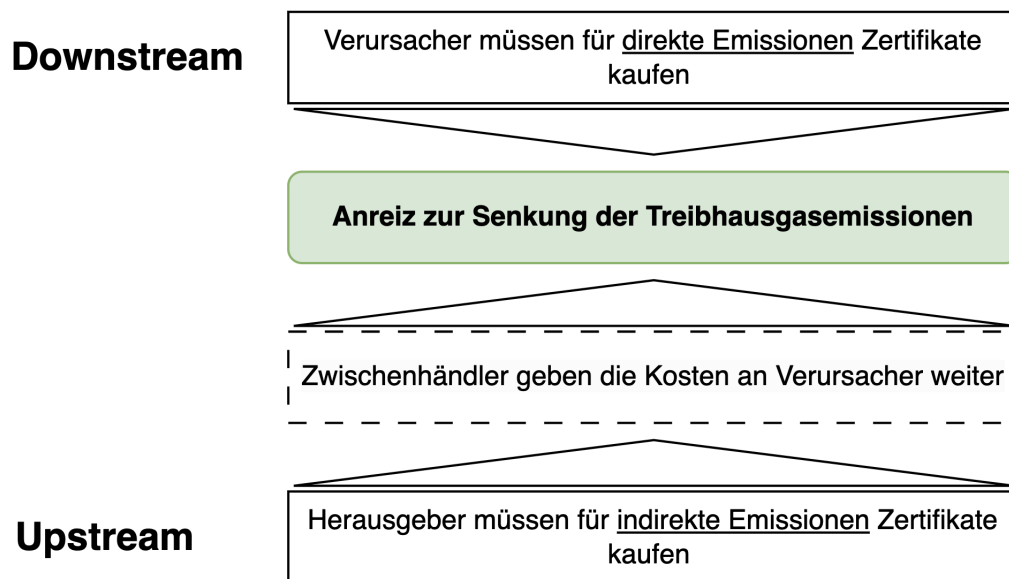 Downstream
Verursacher müssen für direkte Emissionen Zertifikate
kaufen
Anreiz zur Senkung der Treibhausgasemissionen
Zwischenhändler geben die Kosten an Verursacher weiter
Upstream
Herausgeber müssen für indirekte Emissionen Zertifikate
kaufen